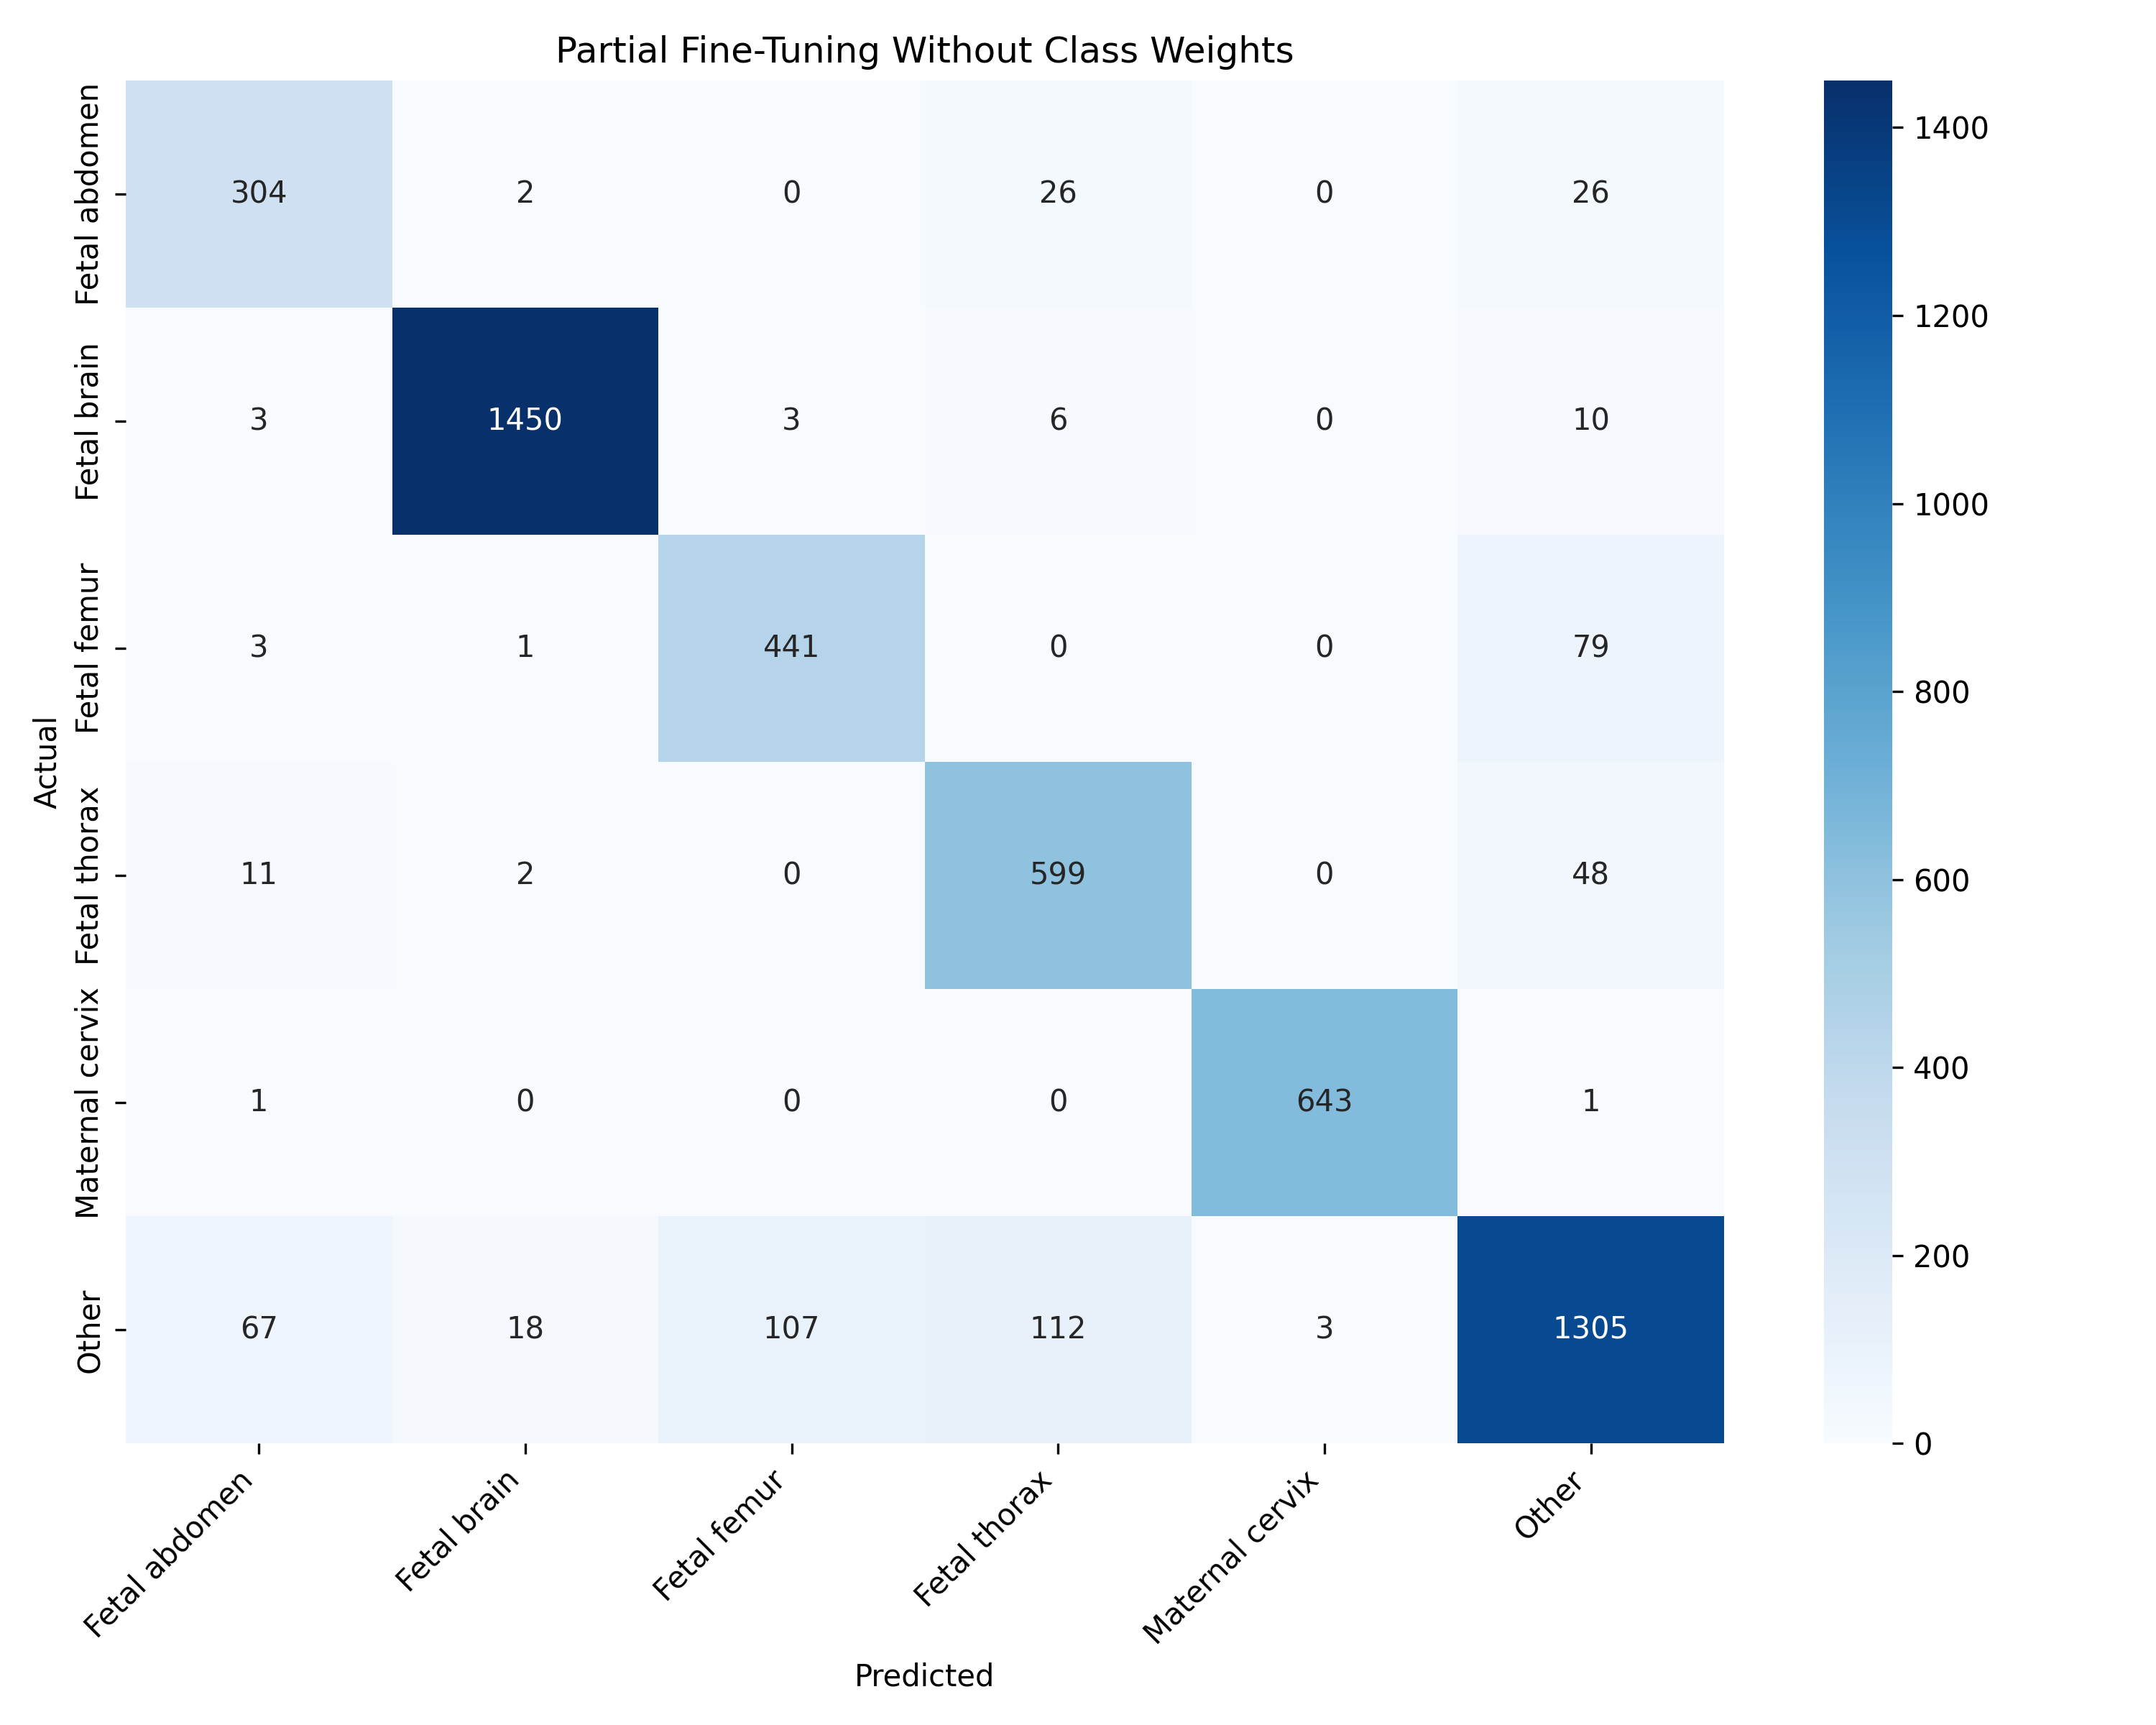 Partial Fine-Tuning Without Class Weights
Actual
Fetal abdomen
304 2 0 26 0 26
Fetal brain
3 1450 3 6 0 10
Fetal femur
3 1 441 0 0 79
Fetal thorax
11 2 0 599 0 48
Maternal cervix
1 0 0 0 643 1
Other
67 18 107 112 3 1305
Fetal abdomen
Fetal brain
Fetal femur
Fetal thorax
Maternal cervix
Other
Predicted
1400
1200
1000
800
600
400
200
0